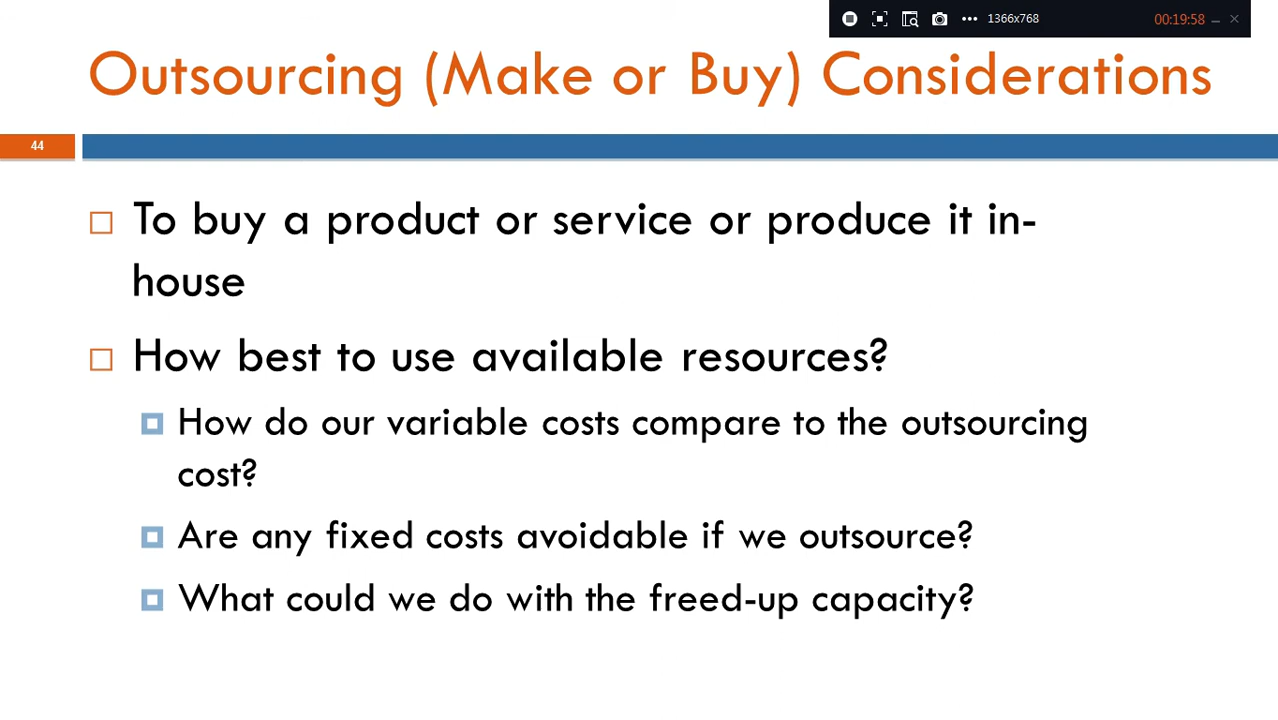 1366x768
00:19:58
Outsourcing (Make or Buy) Considerations
44
To buy a product or service or produce it in-
house
How best to use available resources?
How do our variable costs compare to the outsourcing
cost?
Are any fixed costs avoidable if we outsource?
What could we do with the freed-up capacity?